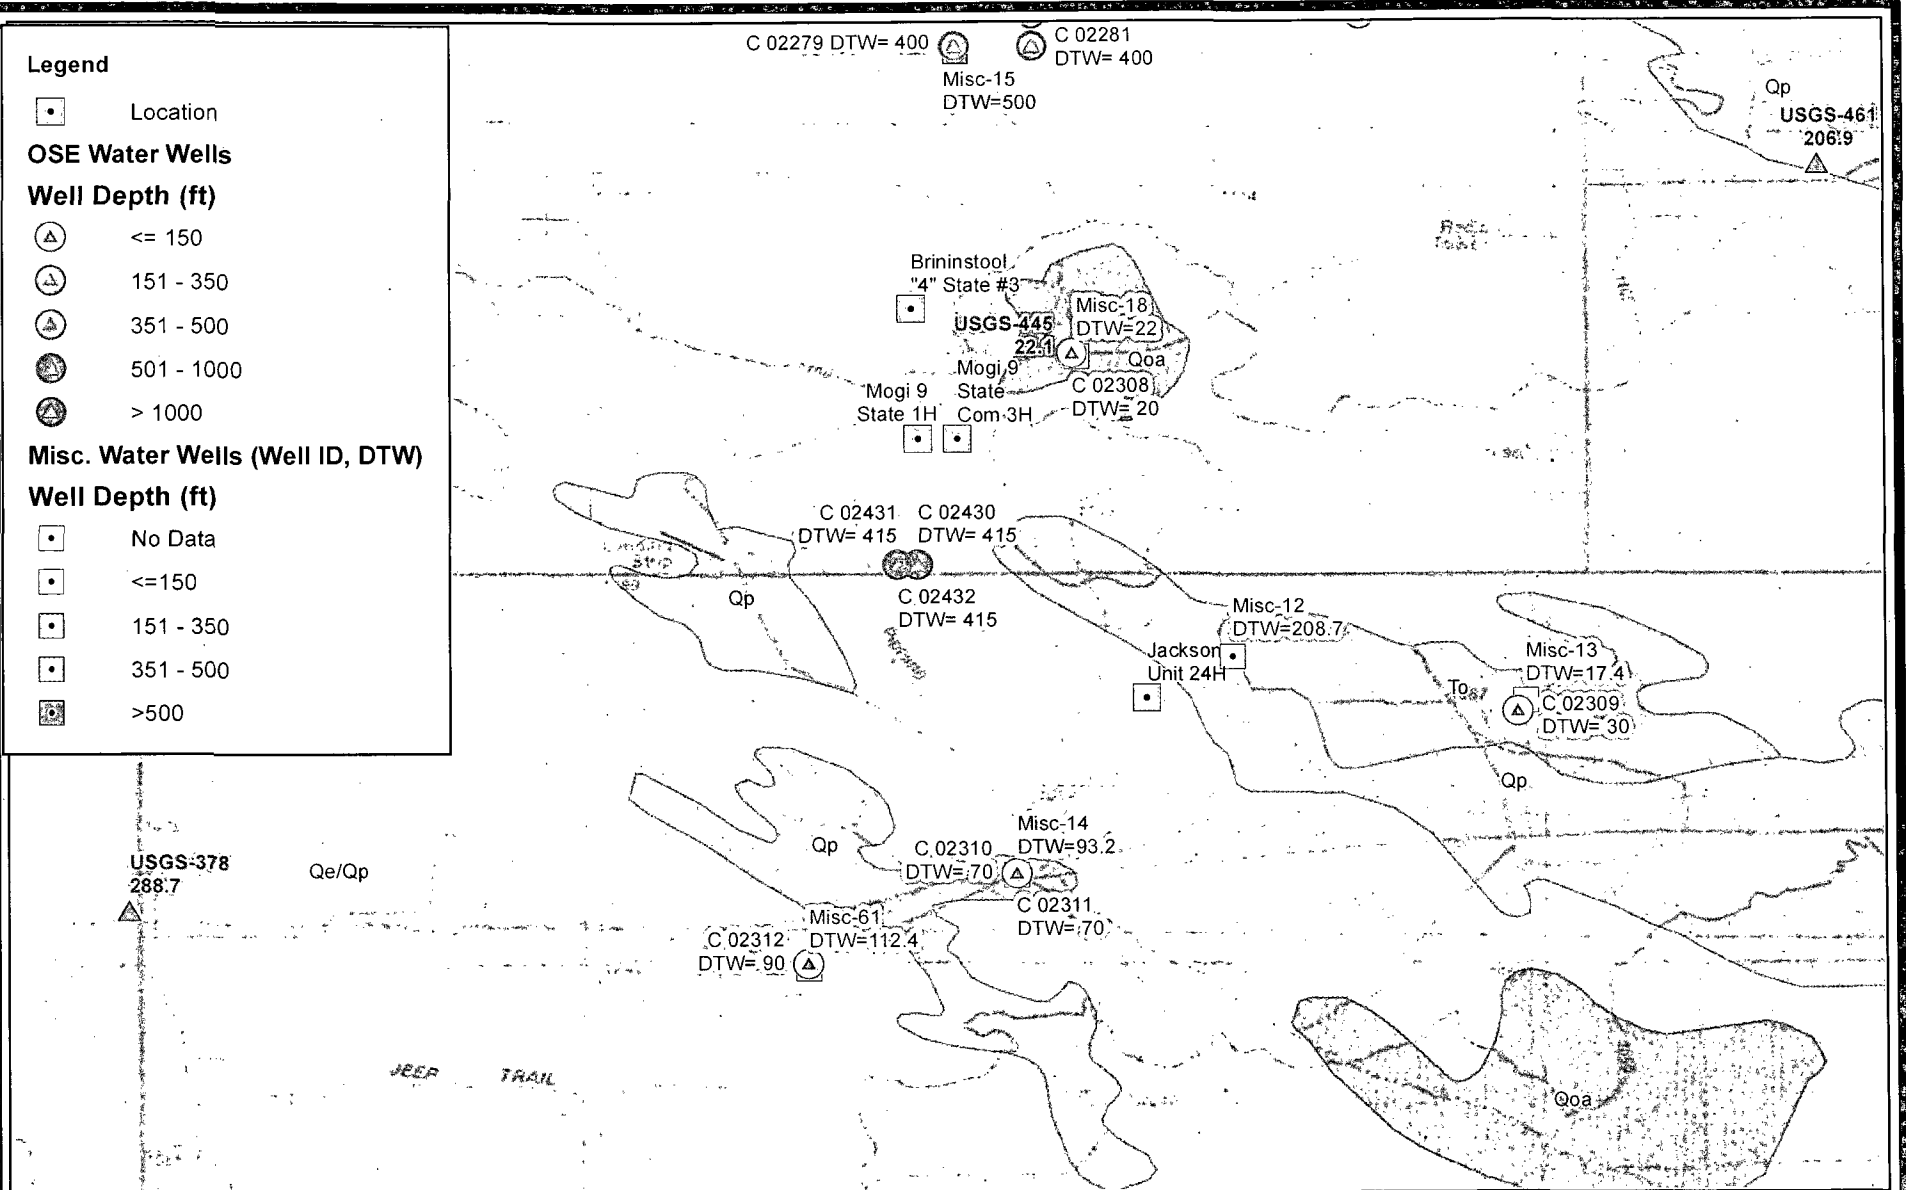 Legend
Location
OSE Water Wells
Well Depth (ft)
<= 150
151 - 350
351 - 500
501 - 1000
> 1000
Misc. Water Wells (Well ID, DTW)
Well Depth (ft)
No Data
<=150
151 - 350
351 - 500
>500
C 02279 DTW= 400
C 02281
DTW= 400
Misc-15
DTW=500
Qp
USGS-461
206.9
Brininstool
"4" State #3
Misc-18
DTW=22
USGS-445
22.1
Qoa
C 02308
DTW= 20
Mogi 9
State 1H
Mogi 9
State
Com 3H
C 02431
DTW= 415
C 02430
DTW= 415
Strip
Qp
C 02432
DTW= 415
Misc-12
DTW=208.7
Jackson
Unit 24H
Misc-13
DTW=17.4
To
C 02309
DTW= 30
Qp
Qp
Misc-14
DTW=93.2
C 02310
DTW= 70
C 02311
DTW= 70
USGS-378
288.7
Qe/Qp
Misc-61
DTW=112.4
C 02312
DTW= 90
JEEP TRAIL
Qoa